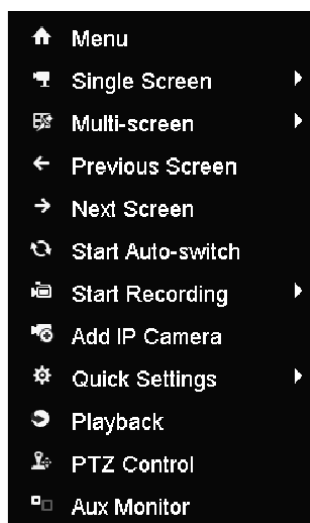 Menu
Single Screen
Multi-screen
Previous Screen
Next Screen
Start Auto-switch
Start Recording
Add IP Camera
Quick Settings
Playback
PTZ Control
Aux Monitor